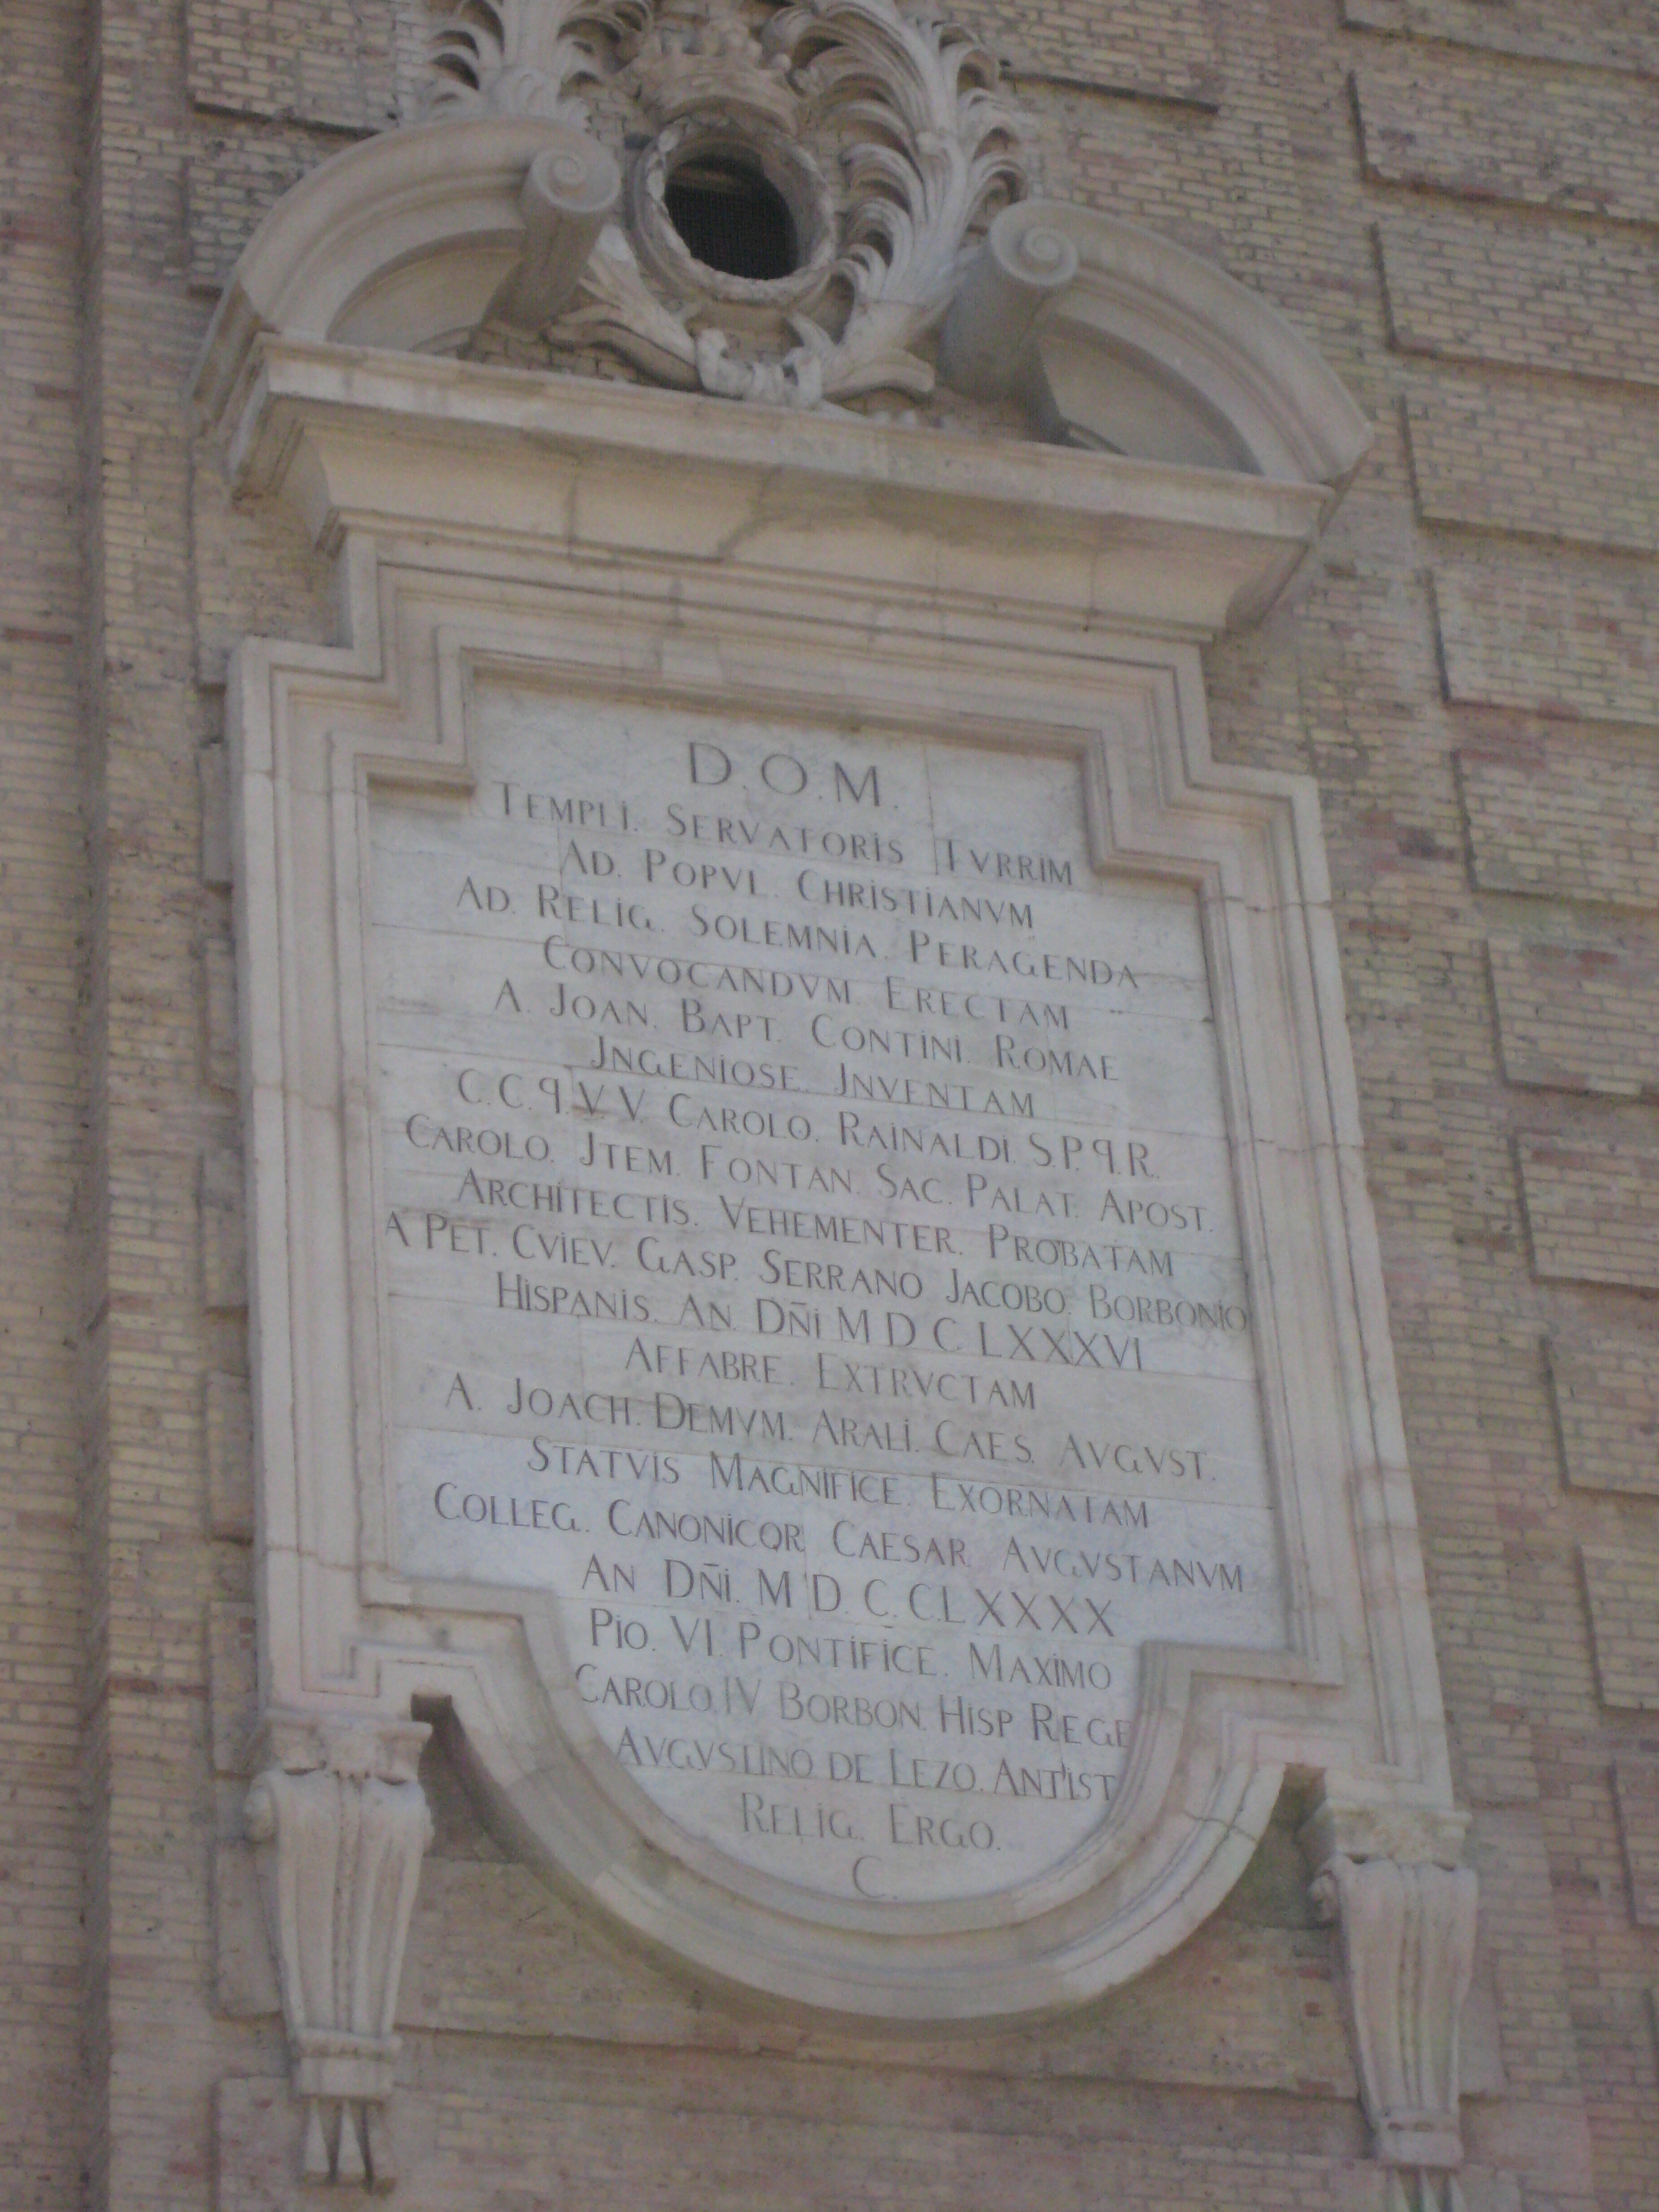 D.O.M.
TEMPLI. SERVATORIS TVRRIM
AD. POPVL. CHRISTIANVM
AD. RELIG. SOLEMNIA. PERAGENDA
CONVOCANDVM. ERECTAM
A. JOAN. BAPT. CONTINI. ROMAE
JNGENIOSE. JNVENTAM
C.C.q.V V. CAROLO. RAINALDI. S.P.q.R.
CAROLO. JTEM. FONTAN. SAC. PALAT. APOST.
ARCHITECTIS. VEHEMENTER. PROBATAM
A PET. CVIEV. GASP. SERRANO JACOBO. BORBONIO
HISPANIS. AN. DÑI M D C. LXXXVI
AFFABRE. EXTRVCTAM
A. JOACH. DEMVM. ARALI. CAES. AVGVST.
STATVIS MAGNIFICE. EXORNATAM
COLLEG. CANONICOR CAESAR AVGVSTANVM
AN DÑI. M D. C. C.LXXXX
PIO. VI. PONTIFICE. MAXIMO
CAROLO. IV BORBON. HISP REGE
AVGVSTINO DE LEZO. ANTIST
RELIG. ERGO.
C.